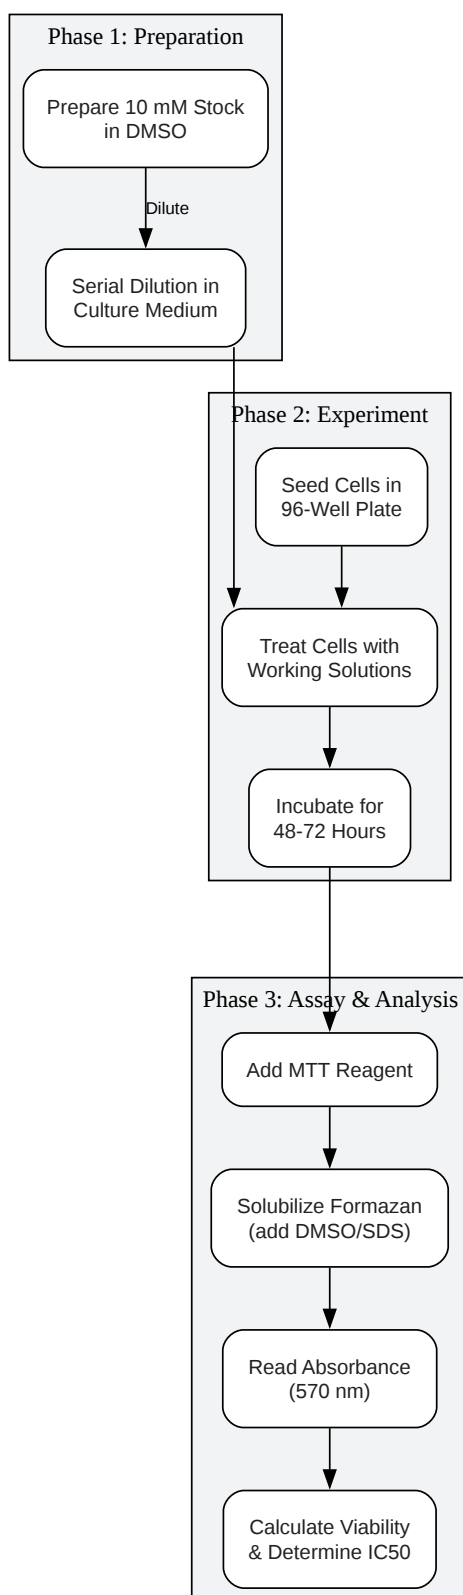 Phase 1: Preparation
Prepare 10 mM Stock
in DMSO
Dilute
Serial Dilution in
Culture Medium
Phase 2: Experiment
Seed Cells in
96-Well Plate
Treat Cells with
Working Solutions
Incubate for
48-72 Hours
Phase 3: Assay & Analysis
Add MTT Reagent
Solubilize Formazan
(add DMSO/SDS)
Read Absorbance
(570 nm)
Calculate Viability
& Determine IC50